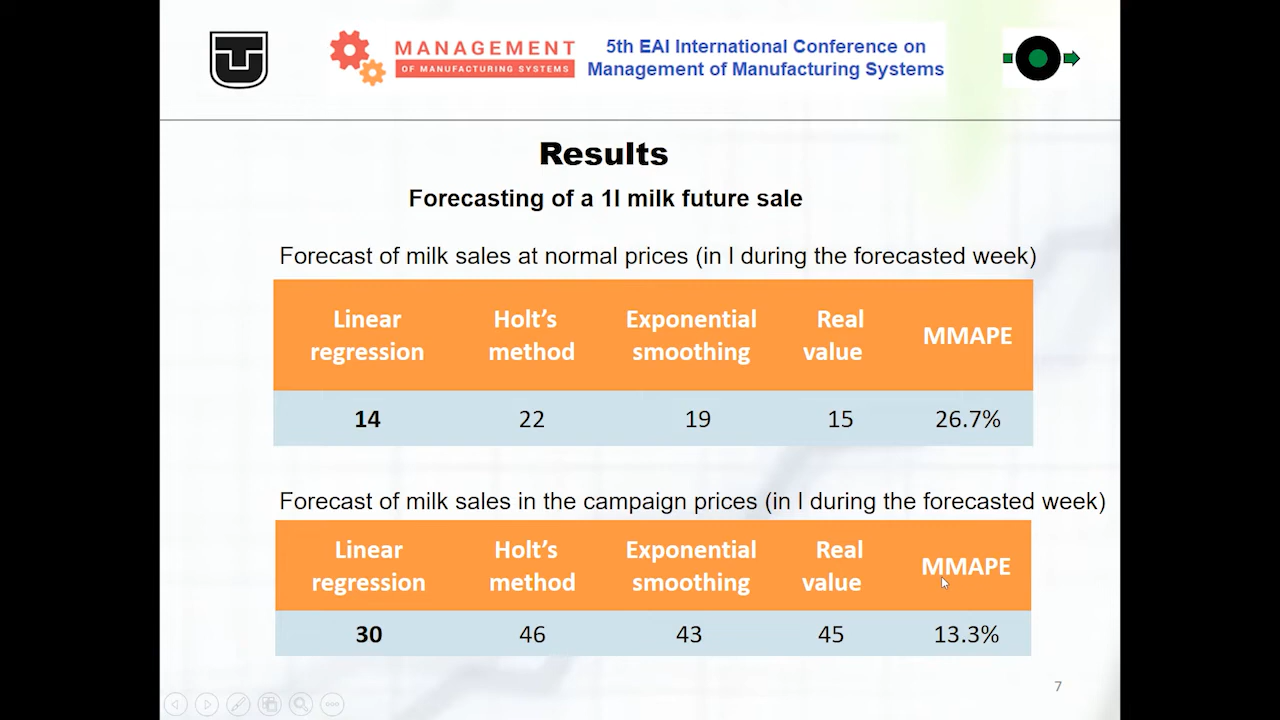 MANAGEMENT
OF MANUFACTURING SYSTEMS
5th EAI International Conference on
Management of Manufacturing Systems
Results
Forecasting of a 1l milk future sale
Forecast of milk sales at normal prices (in l during the forecasted week)
Linear regression Holt's method Exponential smoothing Real value MMAPE
14 22 19 15 26.7%
Forecast of milk sales in the campaign prices (in l during the forecasted week)
Linear regression Holt's method Exponential smoothing Real value MMAPE
30 46 43 45 13.3%
7